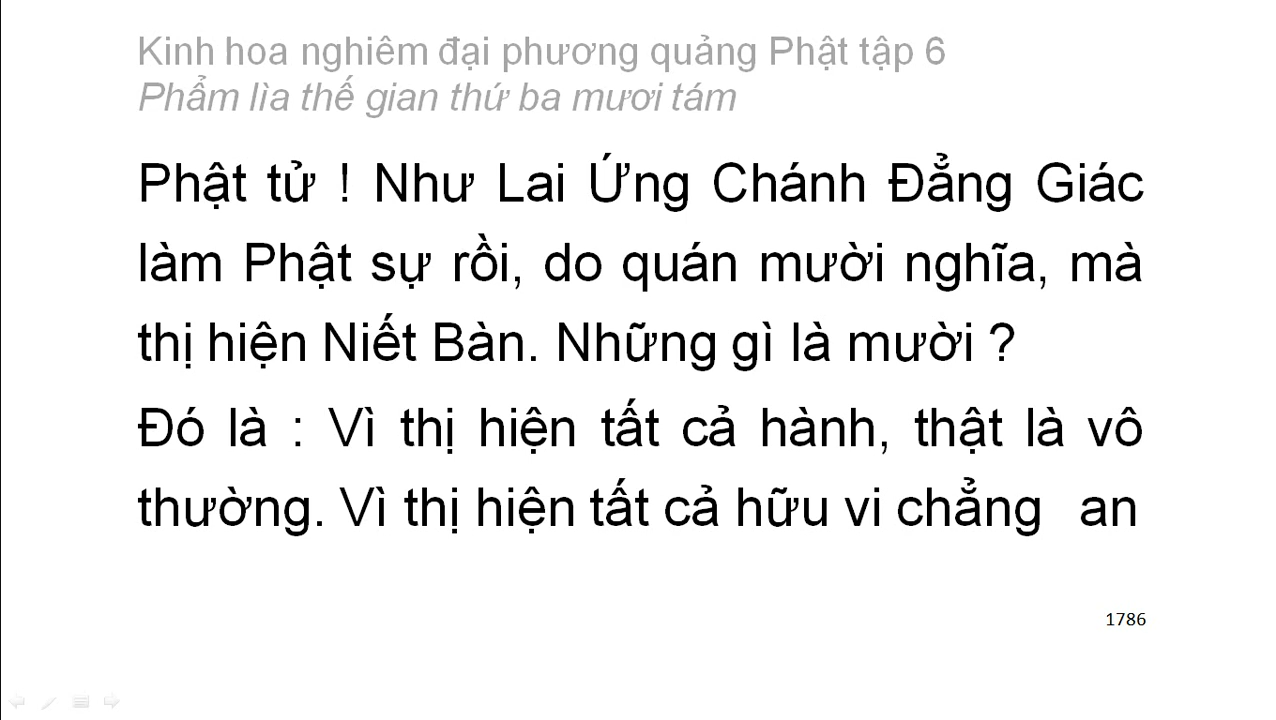 Kinh hoa nghiêm đại phương quảng Phật tập 6
Phẩm lìa thế gian thứ ba mươi tám
Phật tử ! Như Lai Ứng Chánh Đẳng Giác
làm Phật sự rồi, do quán mười nghĩa, mà
thị hiện Niết Bàn. Những gì là mười ?
Đó là : Vì thị hiện tất cả hành, thật là vô
thường. Vì thị hiện tất cả hữu vi chẳng an
1786